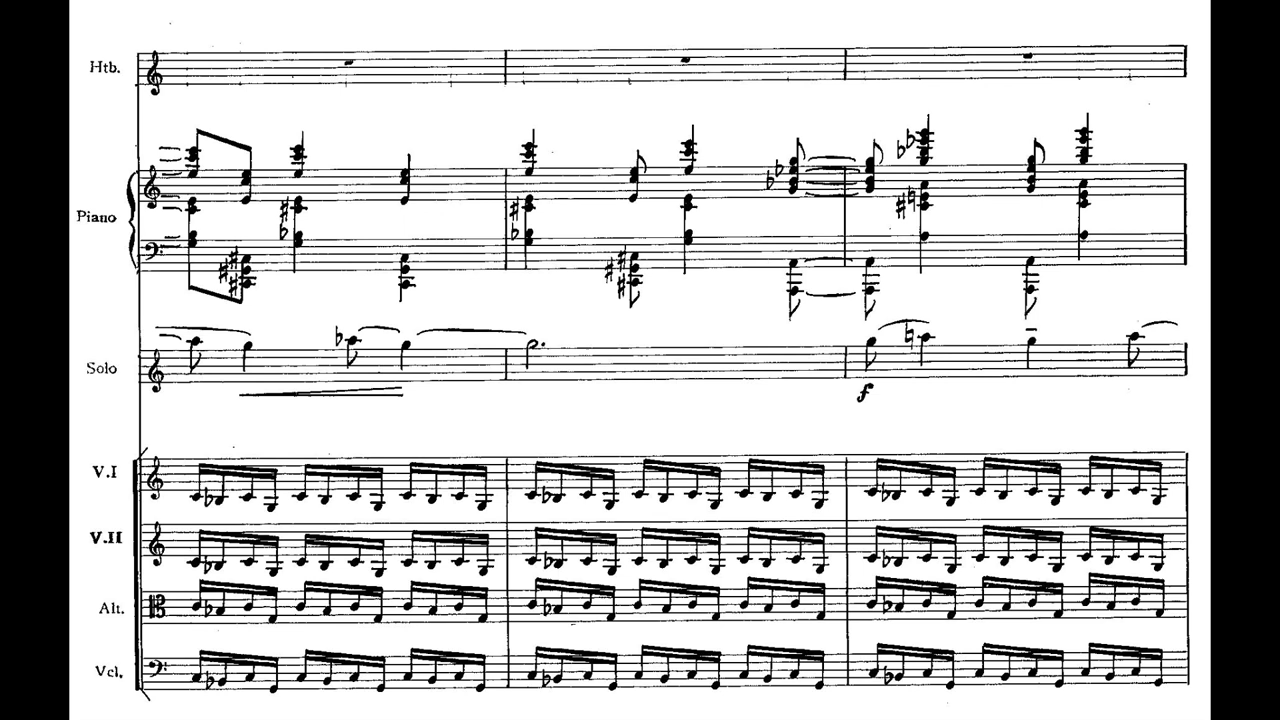 Htb.
Piano
Solo
f
V.I
V.II
Alt.
Vcl.